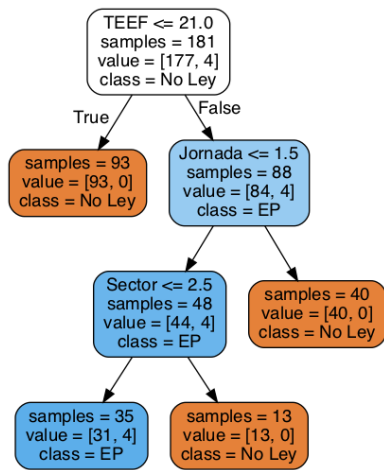 TEEF <= 21.0
samples = 181
value = [177, 4]
class = No Ley
True
False
samples = 93
value = [93, 0]
class = No Ley
Jornada <= 1.5
samples = 88
value = [84, 4]
class = EP
Sector <= 2.5
samples = 48
value = [44, 4]
class = EP
samples = 40
value = [40, 0]
class = No Ley
samples = 35
value = [31, 4]
class = EP
samples = 13
value = [13, 0]
class = No Ley